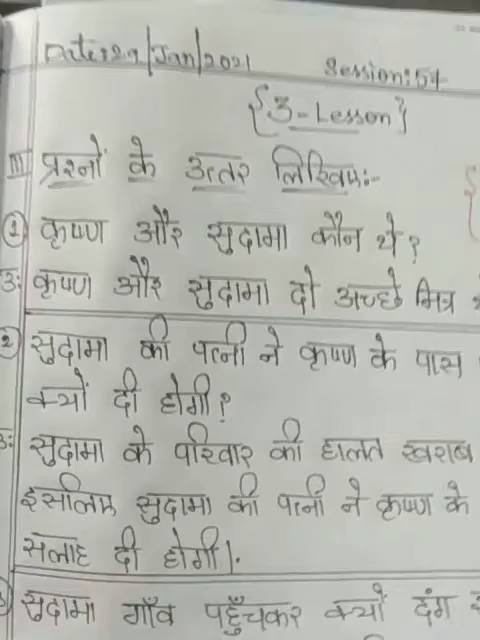 Date: 29/Jan/2021 Session: 54
{3-Lesson}
III प्रश्नों के उत्तर लिखिए:-
1 कृष्ण और सुदामा कौन थे?
उ: कृष्ण और सुदामा दो अच्छे मित्र
2 सुदामा की पत्नी ने कृष्ण के पास
क्यों दी होगी?
उ: सुदामा के परिवार की हालत खराब
इसीलिए सुदामा की पत्नी ने कृष्ण के
सलाह दी होगी।
सुदामा गाँव पहुँचकर क्यों दंग